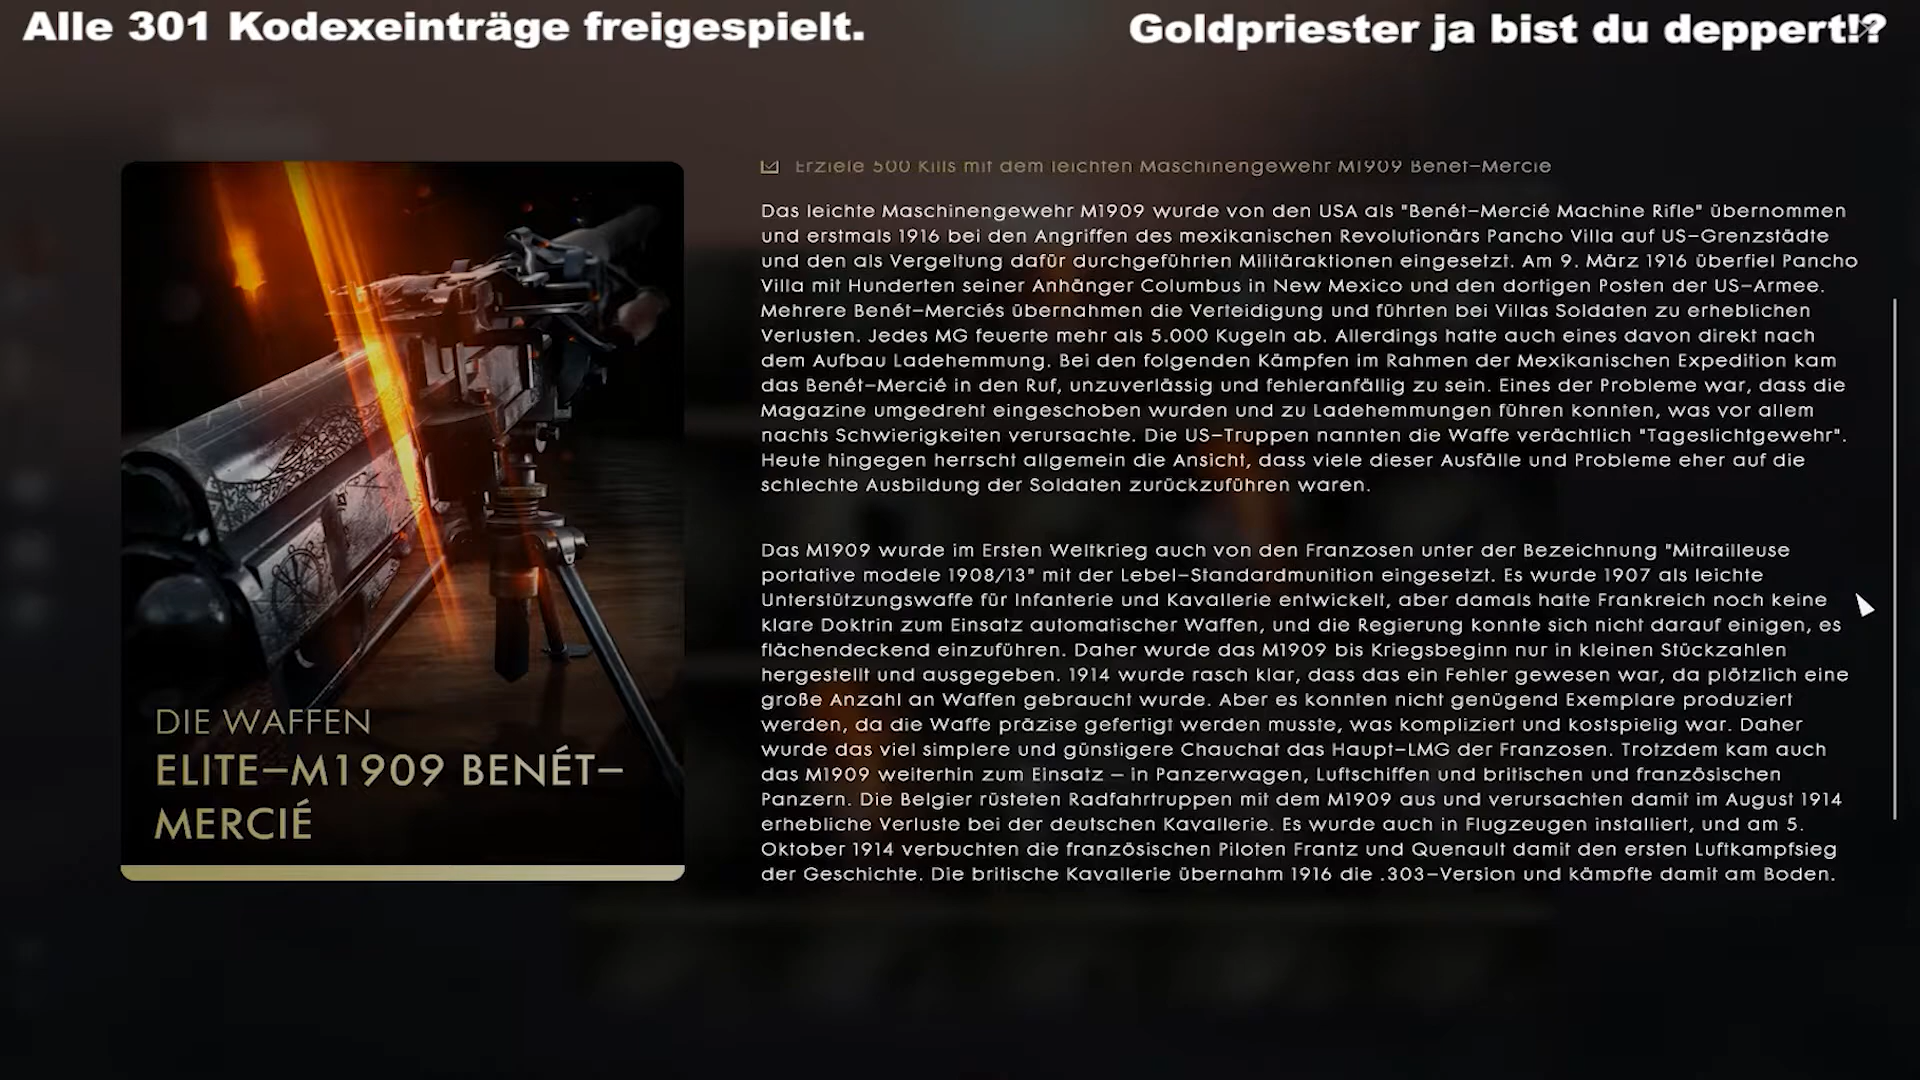 Alle 301 Kodexeinträge freigespielt.
Goldpriester ja bist du deppert!?
Erziele 500 Kills mit dem leichten Maschinengewehr M1909 Benét-Mercié
Das leichte Maschinengewehr M1909 wurde von den USA als "Benét-Mercié Machine Rifle" übernommen
und erstmals 1916 bei den Angriffen des mexikanischen Revolutionärs Pancho Villa auf US-Grenzstädte
und den als Vergeltung dafür durchgeführten Militäraktionen eingesetzt. Am 9. März 1916 überfiel Pancho
Villa mit Hunderten seiner Anhänger Columbus in New Mexico und den dortigen Posten der US-Armee.
Mehrere Benét-Merciés übernahmen die Verteidigung und führten bei Villas Soldaten zu erheblichen
Verlusten. Jedes MG feuerte mehr als 5.000 Kugeln ab. Allerdings hatte auch eines davon direkt nach
dem Aufbau Ladehemmung. Bei den folgenden Kämpfen im Rahmen der Mexikanischen Expedition kam
das Benét-Mercié in den Ruf, unzuverlässig und fehleranfällig zu sein. Eines der Probleme war, dass die
Magazine umgedreht eingeschoben wurden und zu Ladehemmungen führen konnten, was vor allem
nachts Schwierigkeiten verursachte. Die US-Truppen nannten die Waffe verächtlich "Tageslichtgewehr".
Heute hingegen herrscht allgemein die Ansicht, dass viele dieser Ausfälle und Probleme eher auf die
schlechte Ausbildung der Soldaten zurückzuführen waren.
Das M1909 wurde im Ersten Weltkrieg auch von den Franzosen unter der Bezeichnung "Mitrailleuse
portative modele 1908/13" mit der Lebel-Standardmunition eingesetzt. Es wurde 1907 als leichte
Unterstützungswaffe für Infanterie und Kavallerie entwickelt, aber damals hatte Frankreich noch keine
klare Doktrin zum Einsatz automatischer Waffen, und die Regierung konnte sich nicht darauf einigen, es
flächendeckend einzuführen. Daher wurde das M1909 bis Kriegsbeginn nur in kleinen Stückzahlen
hergestellt und ausgegeben. 1914 wurde rasch klar, dass das ein Fehler gewesen war, da plötzlich eine
große Anzahl an Waffen gebraucht wurde. Aber es konnten nicht genügend Exemplare produziert
werden, da die Waffe präzise gefertigt werden musste, was kompliziert und kostspielig war. Daher
wurde das viel simplere und günstigere Chauchat das Haupt-LMG der Franzosen. Trotzdem kam auch
das M1909 weiterhin zum Einsatz – in Panzerwagen, Luftschiffen und britischen und französischen
Panzern. Die Belgier rüsteten Radfahrtruppen mit dem M1909 aus und verursachten damit im August 1914
erhebliche Verluste bei der deutschen Kavallerie. Es wurde auch in Flugzeugen installiert, und am 5.
Oktober 1914 verbuchten die französischen Piloten Frantz und Quenault damit den ersten Luftkampfsieg
der Geschichte. Die britische Kavallerie übernahm 1916 die .303-Version und kämpfte damit am Boden.
DIE WAFFEN
ELITE-M1909 BENÉT-
MERCIÉ